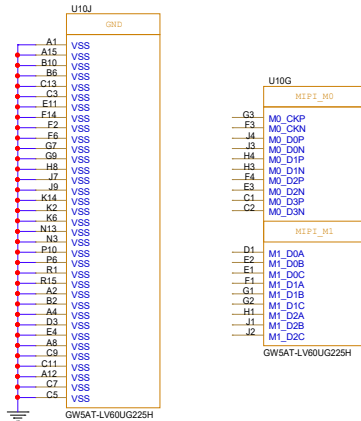 U10J
GND
A1 VSS
A15 VSS
B10 VSS
B6 VSS
C13 VSS
C3 VSS
E11 VSS
F14 VSS
F2 VSS
F6 VSS
G7 VSS
G9 VSS
H8 VSS
J7 VSS
J9 VSS
K14 VSS
K2 VSS
K6 VSS
N13 VSS
N3 VSS
P10 VSS
P6 VSS
R1 VSS
R15 VSS
A2 VSS
B2 VSS
A4 VSS
D3 VSS
E4 VSS
A8 VSS
C9 VSS
C11 VSS
A12 VSS
C7 VSS
C5 VSS
GW5AT-LV60UG225H
U10G
MIPI_M0
G3 M0_CKP
F3 M0_CKN
J4 M0_D0P
J3 M0_D0N
H4 M0_D1P
H3 M0_D1N
F4 M0_D2P
E3 M0_D2N
C1 M0_D3P
C2 M0_D3N
MIPI_M1
D1 M1_D0A
E2 M1_D0B
E1 M1_D0C
F1 M1_D1A
G1 M1_D1B
G2 M1_D1C
H1 M1_D2A
J1 M1_D2B
J2 M1_D2C
GW5AT-LV60UG225H